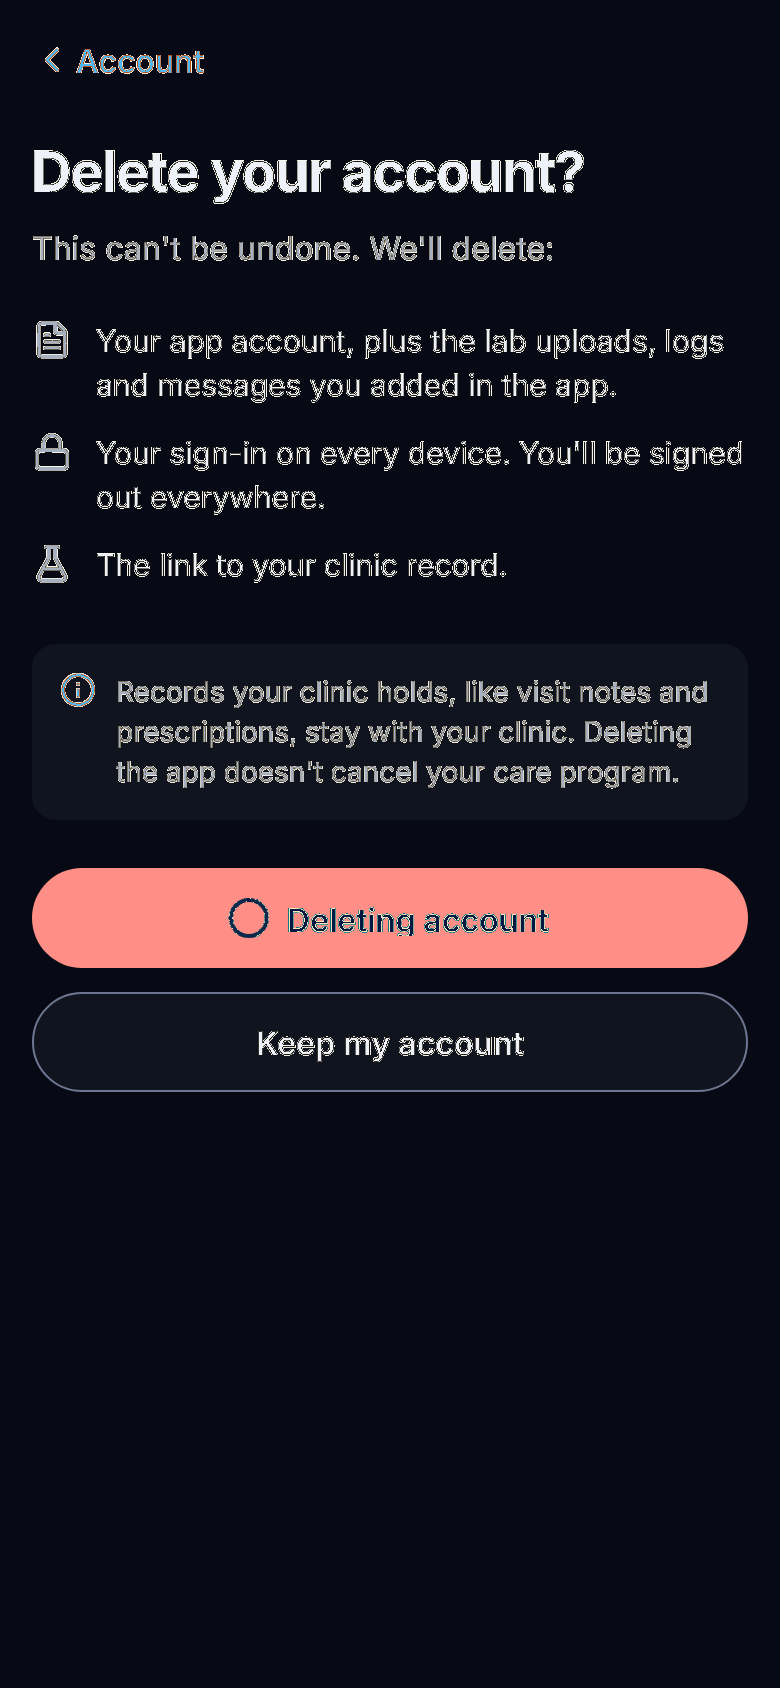 Account
Delete your account?
This can't be undone. We'll delete:
Your app account, plus the lab uploads, logs
and messages you added in the app.
Your sign-in on every device. You'll be signed
out everywhere.
The link to your clinic record.
Records your clinic holds, like visit notes and
prescriptions, stay with your clinic. Deleting
the app doesn't cancel your care program.
Deleting account
Keep my account